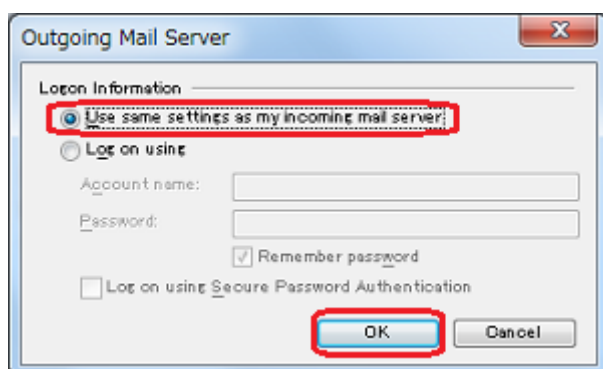 Outgoing Mail Server
Logon Information
Use same settings as my incoming mail server
Log on using
Account name:
Password:
Remember password
Log on using Secure Password Authentication
OK Cancel